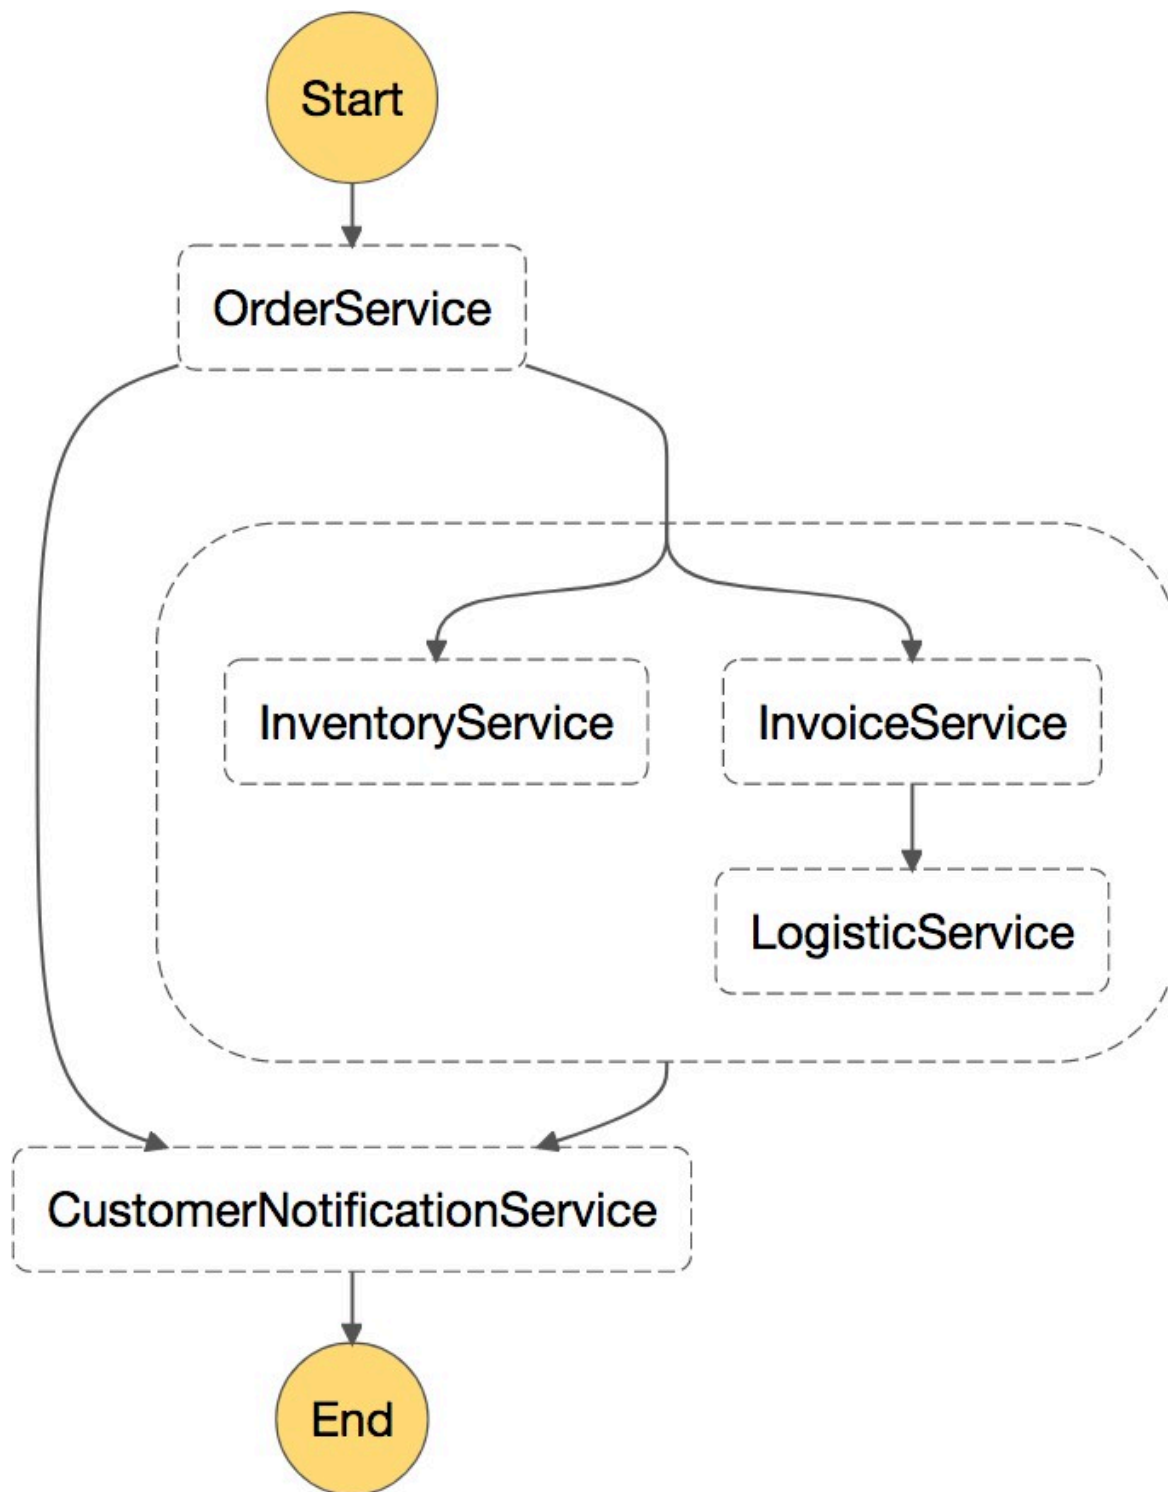 Start
OrderService
InventoryService
InvoiceService
LogisticService
CustomerNotificationService
End